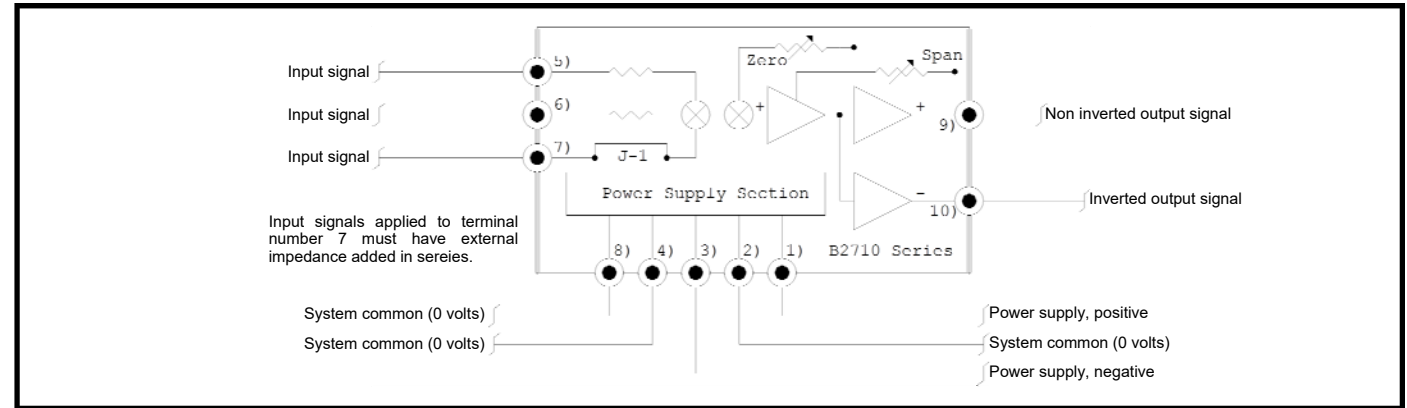 5)
Zero
Span
Input signal
+
6)
+
Input signal
9)
Non inverted output signal
7)
Input signal
J-1
Power Supply Section
-
10)
Inverted output signal
Input signals applied to terminal
number 7 must have external
impedance added in sereies.
8)
4)
3)
2)
1)
B2710 Series
System common (0 volts)
Power supply, positive
System common (0 volts)
System common (0 volts)
Power supply, negative